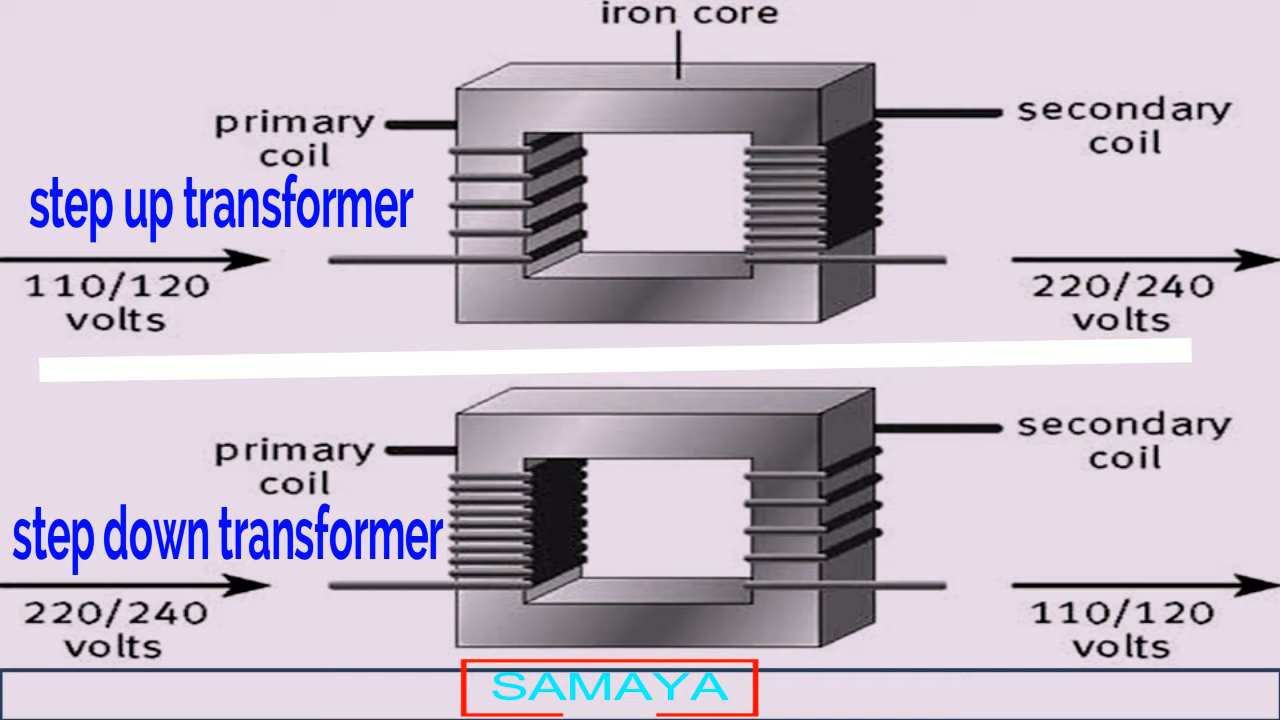 iron core
primary
coil
secondary
coil
step up transformer
110/120
volts
220/240
volts
primary
coil
secondary
coil
step down transformer
220/240
volts
110/120
volts
SAMAYA